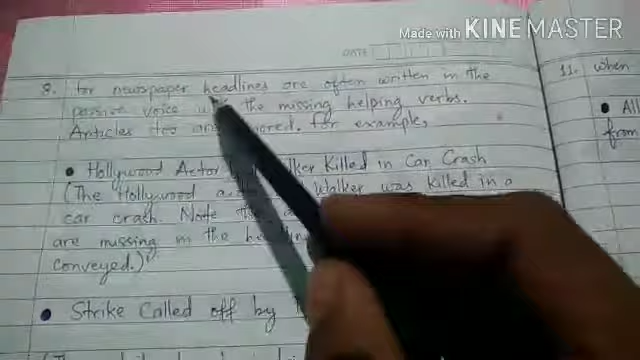 Made with KINEMASTER
DATE
8. for newspaper headlines are often written in the
passive voice the missing helping verbs.
Articles too ignored. for example,
• Hollywood Actor Walker Killed in Car Crash
(The Hollywood Walker was killed in a
car crash. Note the
are missing in the
conveyed.)
• Strike Called off by
11. when
• All
from